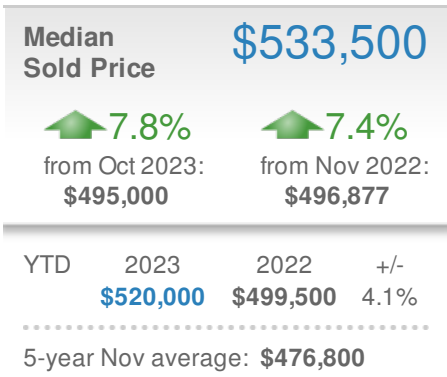 Median $533,500
Sold Price
7.8% 7.4%
from Oct 2023: from Nov 2022:
$495,000 $496,877
YTD 2023 2022 +/-
$520,000 $499,500 4.1%
5-year Nov average: $476,800